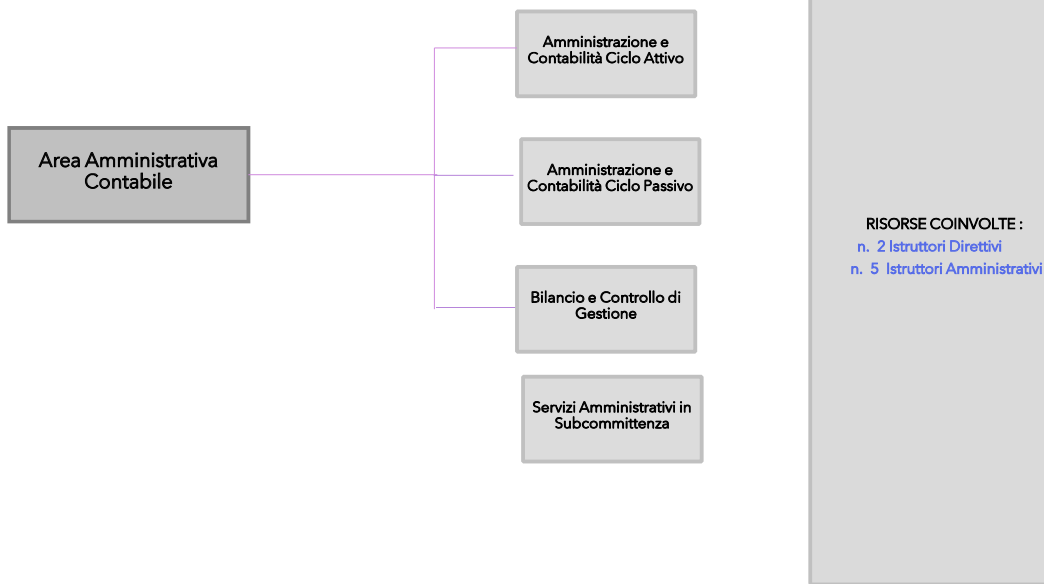 Area Amministrativa
Contabile
Amministrazione e
Contabilità Ciclo Attivo
Amministrazione e
Contabilità Ciclo Passivo
Bilancio e Controllo di
Gestione
Servizi Amministrativi in
Subcommittenza
RISORSE COINVOLTE :
n. 2 Istruttori Direttivi
n. 5 Istruttori Amministrativi